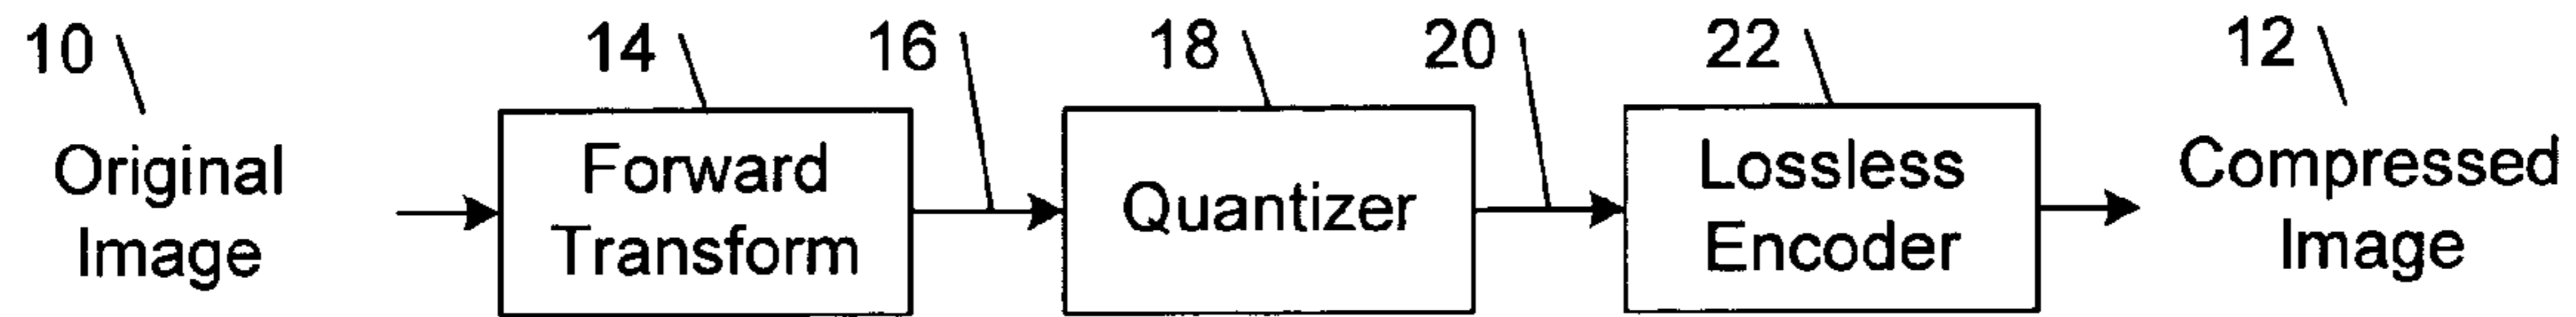 10 14 16 18 20 22 12
Original Image
Forward Transform
Quantizer
Lossless Encoder
Compressed Image